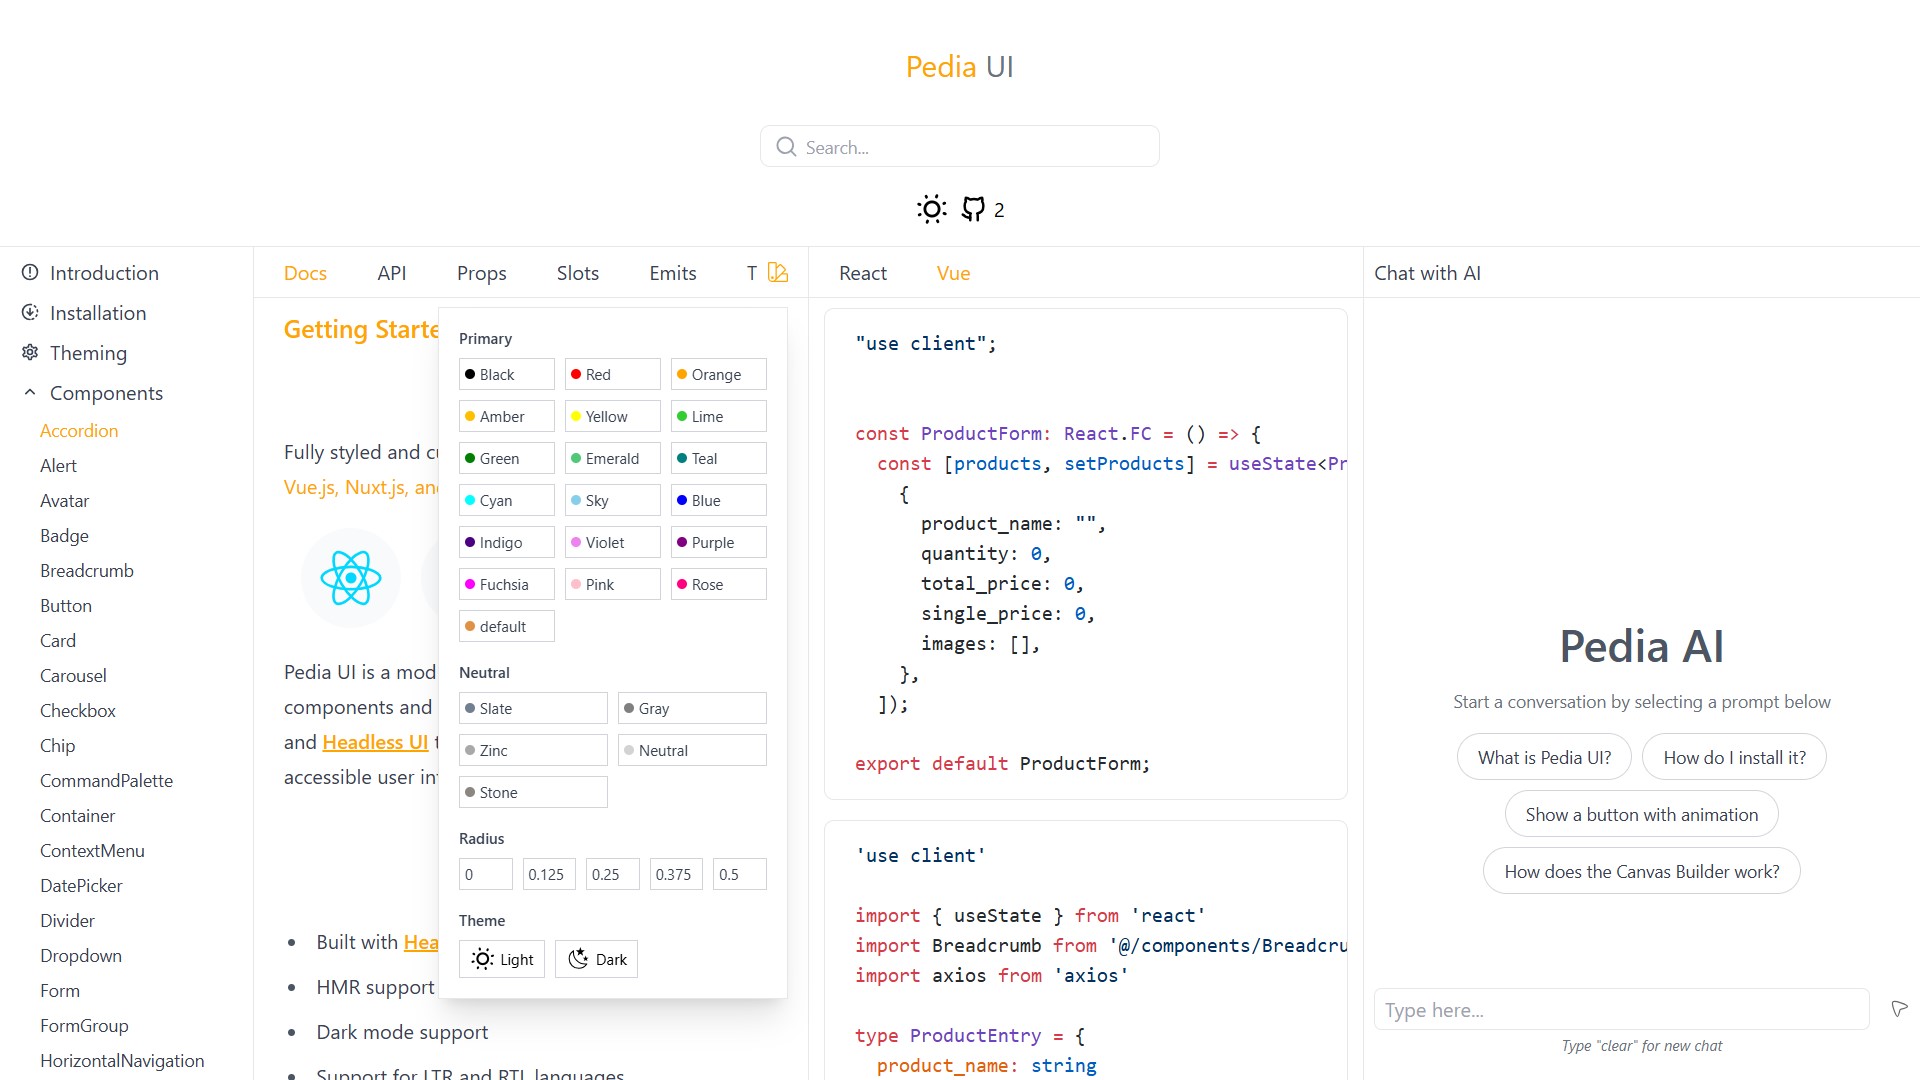 Pedia UI
Search...
2
Introduction
Installation
Theming
Components
Accordion
Alert
Avatar
Badge
Breadcrumb
Button
Card
Carousel
Checkbox
Chip
CommandPalette
Container
ContextMenu
DatePicker
Divider
Dropdown
Form
FormGroup
HorizontalNavigation
Docs API Props Slots Emits T
Getting Starte
Fully styled and cu
Vue.js, Nuxt.js, and
Pedia UI is a mod
components and
and Headless UI t
accessible user in
Built with Hea
HMR support
Dark mode support
Support for LTR and RTL languages
Primary
Black Red Orange
Amber Yellow Lime
Green Emerald Teal
Cyan Sky Blue
Indigo Violet Purple
Fuchsia Pink Rose
default
Neutral
Slate Gray
Zinc Neutral
Stone
Radius
0 0.125 0.25 0.375 0.5
Theme
Light Dark
React Vue
"use client";
const ProductForm: React.FC = () => {
const [products, setProducts] = useState<Pr
{
product_name: "",
quantity: 0,
total_price: 0,
single_price: 0,
images: [],
},
]);
export default ProductForm;
'use client'
import { useState } from 'react'
import Breadcrumb from '@/components/Breadcru
import axios from 'axios'
type ProductEntry = {
product_name: string
Chat with AI
Pedia AI
Start a conversation by selecting a prompt below
What is Pedia UI? How do I install it?
Show a button with animation
How does the Canvas Builder work?
Type here...
Type "clear" for new chat